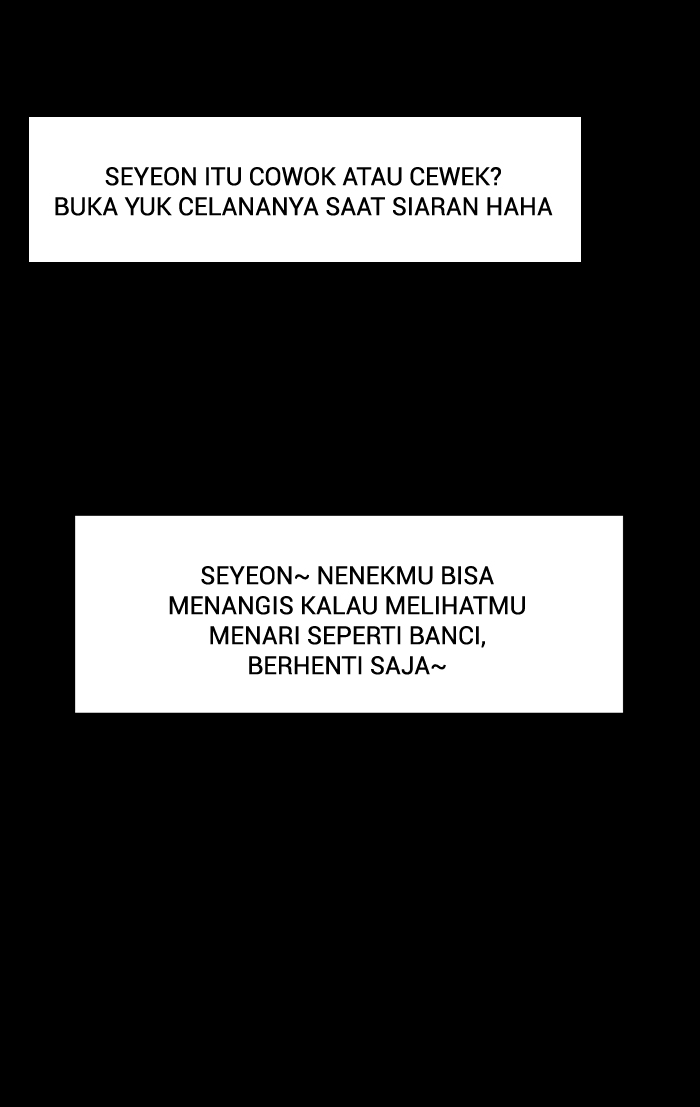 SEYEON ITU COWOK ATAU CEWEK?
BUKA YUK CELANANYA SAAT SIARAN HAHA
SEYEON~ NENEKMU BISA
MENANGIS KALAU MELIHATMU
MENARI SEPERTI BANCI,
BERHENTI SAJA~